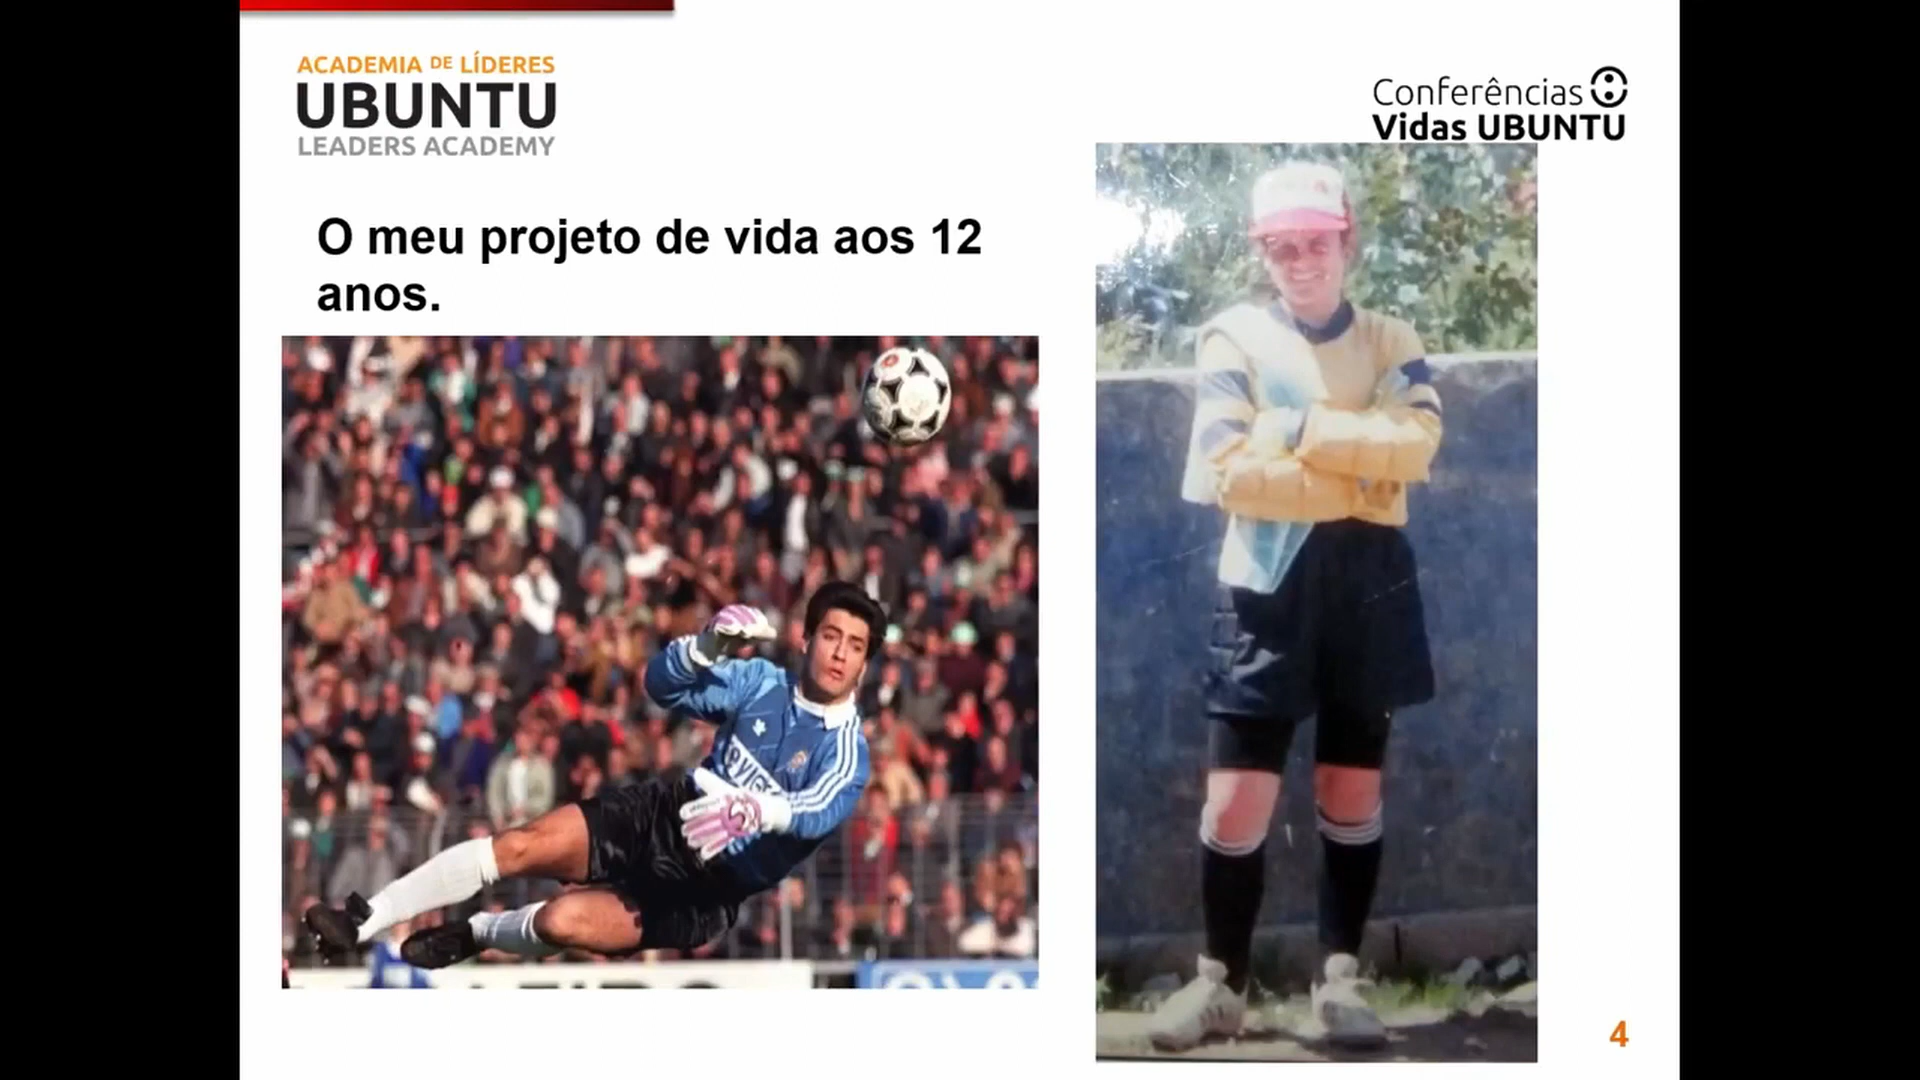 ACADEMIA DE LÍDERES
UBUNTU
LEADERS ACADEMY
Conferências
Vidas UBUNTU
O meu projeto de vida aos 12
anos.
4